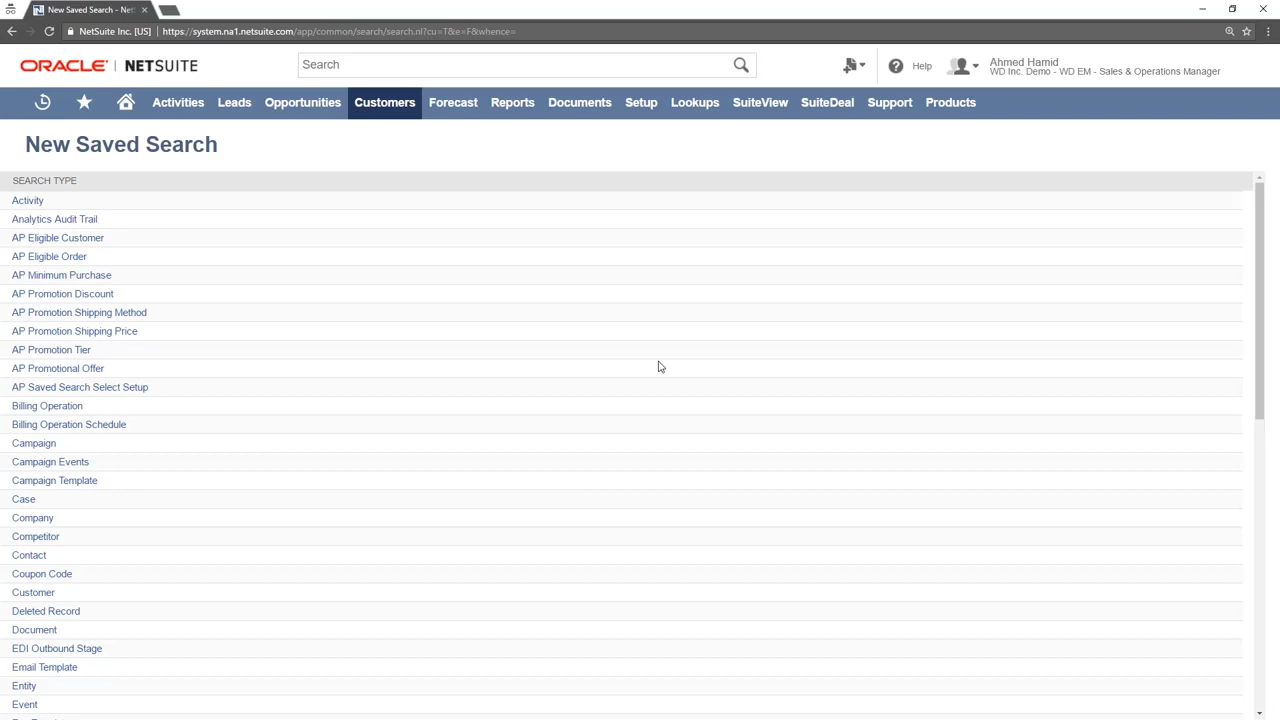 New Saved Search - Net
NetSuite Inc. [US]
https://system.na1.netsuite.com/app/common/search/search.nl?cu=T&e=F&whence=
ORACLE | NETSUITE
Search
Help
Ahmed Hamid
WD Inc. Demo - WD EM - Sales & Operations Manager
Activities Leads Opportunities Customers Forecast Reports Documents Setup Lookups SuiteView SuiteDeal Support Products
New Saved Search
SEARCH TYPE
Activity
Analytics Audit Trail
AP Eligible Customer
AP Eligible Order
AP Minimum Purchase
AP Promotion Discount
AP Promotion Shipping Method
AP Promotion Shipping Price
AP Promotion Tier
AP Promotional Offer
AP Saved Search Select Setup
Billing Operation
Billing Operation Schedule
Campaign
Campaign Events
Campaign Template
Case
Company
Competitor
Contact
Coupon Code
Customer
Deleted Record
Document
EDI Outbound Stage
Email Template
Entity
Event